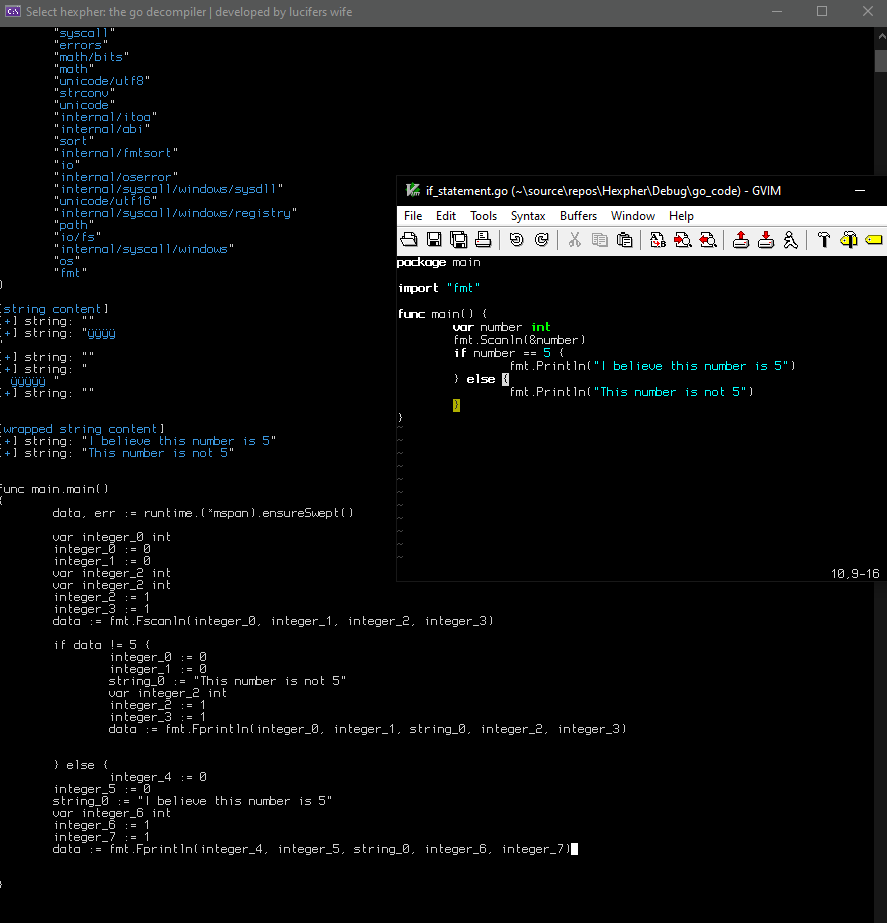 Select hexpher: the go decompiler | developed by lucifers wife
"syscall"
"errors"
"math/bits"
"math"
"unicode/utf8"
"strconv"
"unicode"
"internal/itoa"
"internal/abi"
"sort"
"internal/fmtsort"
"io"
"internal/oserror"
"internal/syscall/windows/sysdll"
"unicode/utf16"
"internal/syscall/windows/registry"
"path"
"io/fs"
"internal/syscall/windows"
"os"
"fmt"
)
[string content]
[+] string: ""
[+] string: "ÿÿÿÿ
"
[+] string: ""
[+] string: "
ÿÿÿÿÿ "
[+] string: ""
[wrapped string content]
[+] string: "I believe this number is 5"
[+] string: "This number is not 5"
func main.main()
{
data, err := runtime.(*mspan).ensureSwept()
var integer_0 int
integer_0 := 0
integer_1 := 0
var integer_2 int
var integer_2 int
integer_2 := 1
integer_3 := 1
data := fmt.Fscanln(integer_0, integer_1, integer_2, integer_3)
if data != 5 {
integer_0 := 0
integer_1 := 0
string_0 := "This number is not 5"
var integer_2 int
integer_2 := 1
integer_3 := 1
data := fmt.Fprintln(integer_0, integer_1, string_0, integer_2, integer_3)
} else {
integer_4 := 0
integer_5 := 0
string_0 := "I believe this number is 5"
var integer_6 int
integer_6 := 1
integer_7 := 1
data := fmt.Fprintln(integer_4, integer_5, string_0, integer_6, integer_7)
}
if_statement.go (~\source\repos\Hexpher\Debug\go_code) - GVIM
File Edit Tools Syntax Buffers Window Help
package main
import "fmt"
func main() {
var number int
fmt.Scanln(&number)
if number == 5 {
fmt.Println("I believe this number is 5")
} else {
fmt.Println("This number is not 5")
}
}
~
~
~
~
~
~
~
~
~
~
~
10,9-16